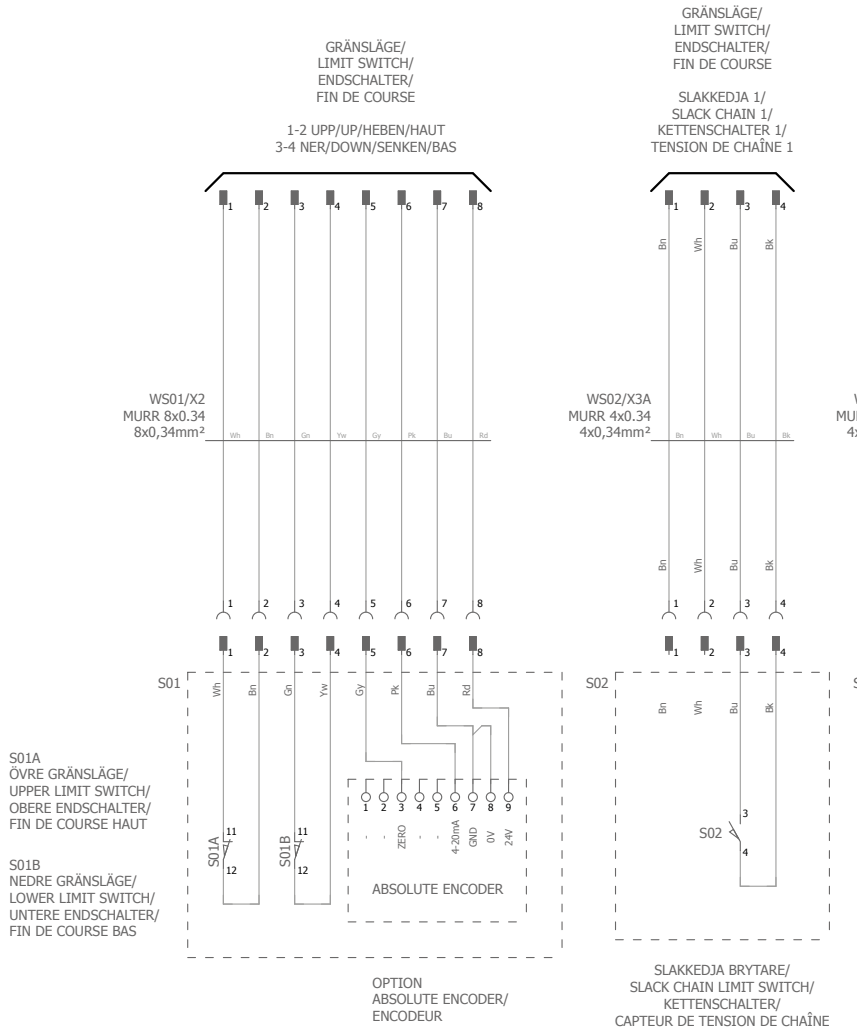 GRÄNSLÄGE/
LIMIT SWITCH/
ENDSCHALTER/
FIN DE COURSE
1-2 UPP/UP/HEBEN/HAUT
3-4 NER/DOWN/SENKEN/BAS
1 2 3 4 5 6 7 8
WS01/X2
MURR 8x0.34
8x0,34mm²
Wh Bn Gn Yw Gy Pk Bu Rd
1 2 3 4 5 6 7 8
1 2 3 4 5 6 7 8
S01
Wh Bn Gn Yw Gy Pk Bu Rd
S01A
ÖVRE GRÄNSLÄGE/
UPPER LIMIT SWITCH/
OBERE ENDSCHALTER/
FIN DE COURSE HAUT
S01B
NEDRE GRÄNSLÄGE/
LOWER LIMIT SWITCH/
UNTERE ENDSCHALTER/
FIN DE COURSE BAS
11
S01A
12
11
S01B
12
1 2 3 4 5 6 7 8 9
- - ZERO - - 4-20mA GND 0V 24V
ABSOLUTE ENCODER
OPTION
ABSOLUTE ENCODER/
ENCODEUR
GRÄNSLÄGE/
LIMIT SWITCH/
ENDSCHALTER/
FIN DE COURSE
SLAKKEDJA 1/
SLACK CHAIN 1/
KETTENSCHALTER 1/
TENSION DE CHAÎNE 1
1 2 3 4
Bn Wh Bu Bk
WS02/X3A
MURR 4x0.34
4x0,34mm²
Bn Wh Bu Bk
Bn Wh Bu Bk
1 2 3 4
1 2 3 4
S02
Bn Wh Bu Bk
3
S02
4
SLAKKEDJA BRYTARE/
SLACK CHAIN LIMIT SWITCH/
KETTENSCHALTER/
CAPTEUR DE TENSION DE CHAÎNE